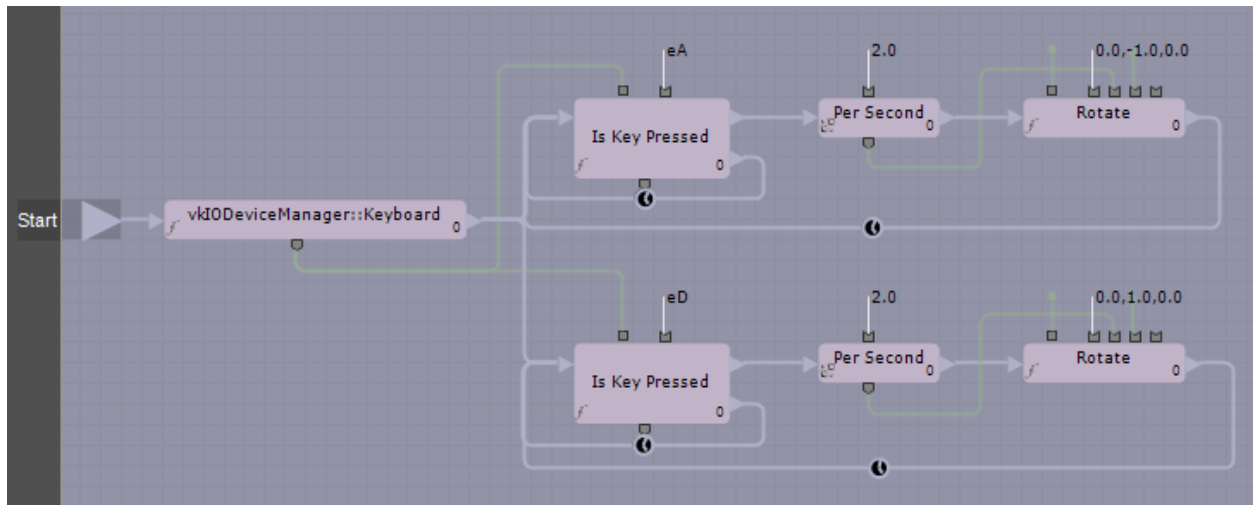 eA
2.0
0.0,-1.0,0.0
Is Key Pressed
0
Per Second
0
Rotate
0
Start
vkIODeviceManager::Keyboard
0
eD
2.0
0.0,1.0,0.0
Is Key Pressed
0
Per Second
0
Rotate
0